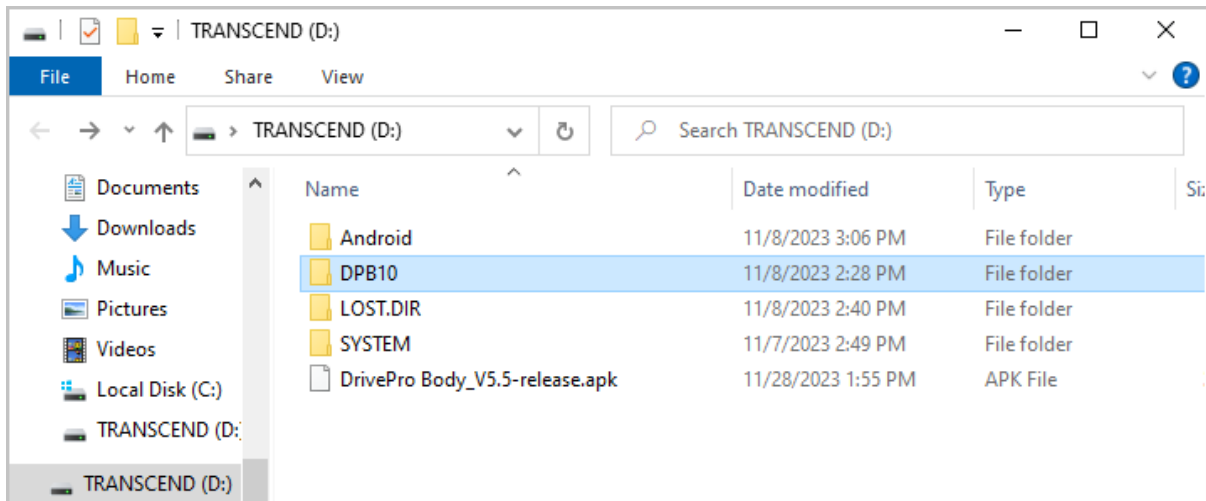 TRANSCEND (D:)
File Home Share View
TRANSCEND (D:) Search TRANSCEND (D:)
Documents
Downloads
Music
Pictures
Videos
Local Disk (C:)
TRANSCEND (D:
TRANSCEND (D:)
Name Date modified Type Siz
Android 11/8/2023 3:06 PM File folder
DPB10 11/8/2023 2:28 PM File folder
LOST.DIR 11/8/2023 2:40 PM File folder
SYSTEM 11/7/2023 2:49 PM File folder
DrivePro Body_V5.5-release.apk 11/28/2023 1:55 PM APK File